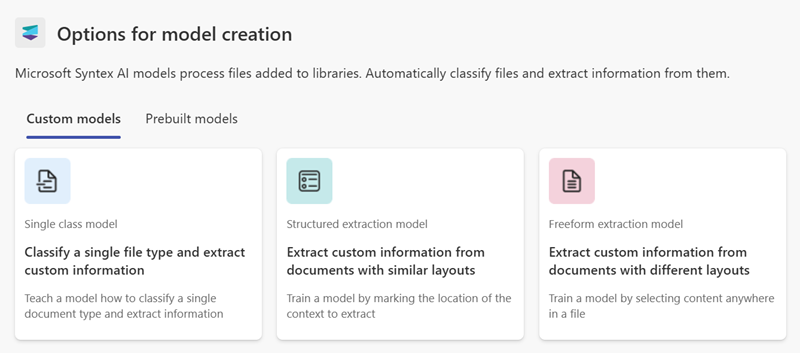 Options for model creation
Microsoft Syntex AI models process files added to libraries. Automatically classify files and extract information from them.
Custom models
Prebuilt models
Single class model
Classify a single file type and extract
custom information
Teach a model how to classify a single
document type and extract information
Structured extraction model
Extract custom information from
documents with similar layouts
Train a model by marking the location of the
context to extract
Freeform extraction model
Extract custom information from
documents with different layouts
Train a model by selecting content anywhere
in a file